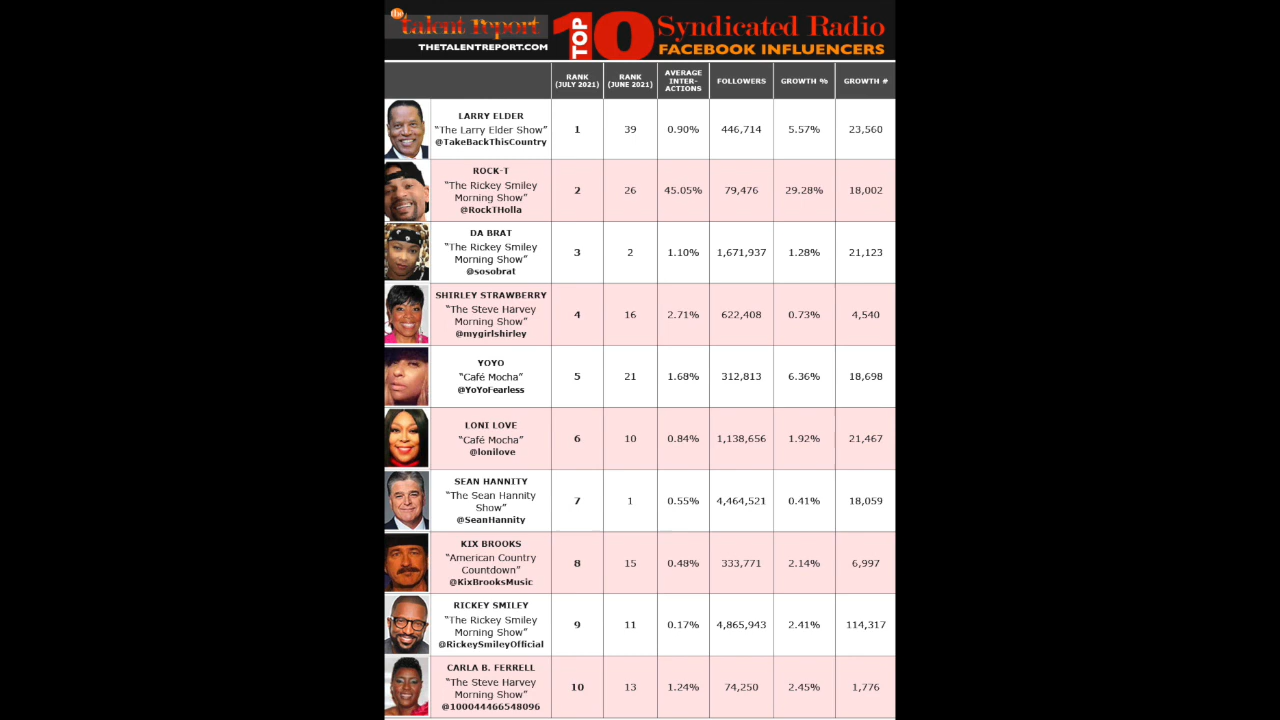 the
talent Report
THETALENTREPORT.COM
TOP
10
Syndicated Radio
FACEBOOK INFLUENCERS
RANK
(JULY 2021)
RANK
(JUNE 2021)
AVERAGE
INTER-
ACTIONS
FOLLOWERS
GROWTH %
GROWTH #
LARRY ELDER
“The Larry Elder Show”
@TakeBackThisCountry
1
39
0.90%
446,714
5.57%
23,560
ROCK-T
“The Rickey Smiley
Morning Show”
@RockTHolla
2
26
45.05%
79,476
29.28%
18,002
DA BRAT
“The Rickey Smiley
Morning Show”
@sosobrat
3
2
1.10%
1,671,937
1.28%
21,123
SHIRLEY STRAWBERRY
“The Steve Harvey
Morning Show”
@mygirlshirley
4
16
2.71%
622,408
0.73%
4,540
YOYO
“Café Mocha”
@YoYoFearless
5
21
1.68%
312,813
6.36%
18,698
LONI LOVE
“Café Mocha”
@lonilove
6
10
0.84%
1,138,656
1.92%
21,467
SEAN HANNITY
“The Sean Hannity
Show”
@SeanHannity
7
1
0.55%
4,464,521
0.41%
18,059
KIX BROOKS
“American Country
Countdown”
@KixBrooksMusic
8
15
0.48%
333,771
2.14%
6,997
RICKEY SMILEY
“The Rickey Smiley
Morning Show”
@RickeySmileyOfficial
9
11
0.17%
4,865,943
2.41%
114,317
CARLA B. FERRELL
“The Steve Harvey
Morning Show”
@100044466548096
10
13
1.24%
74,250
2.45%
1,776